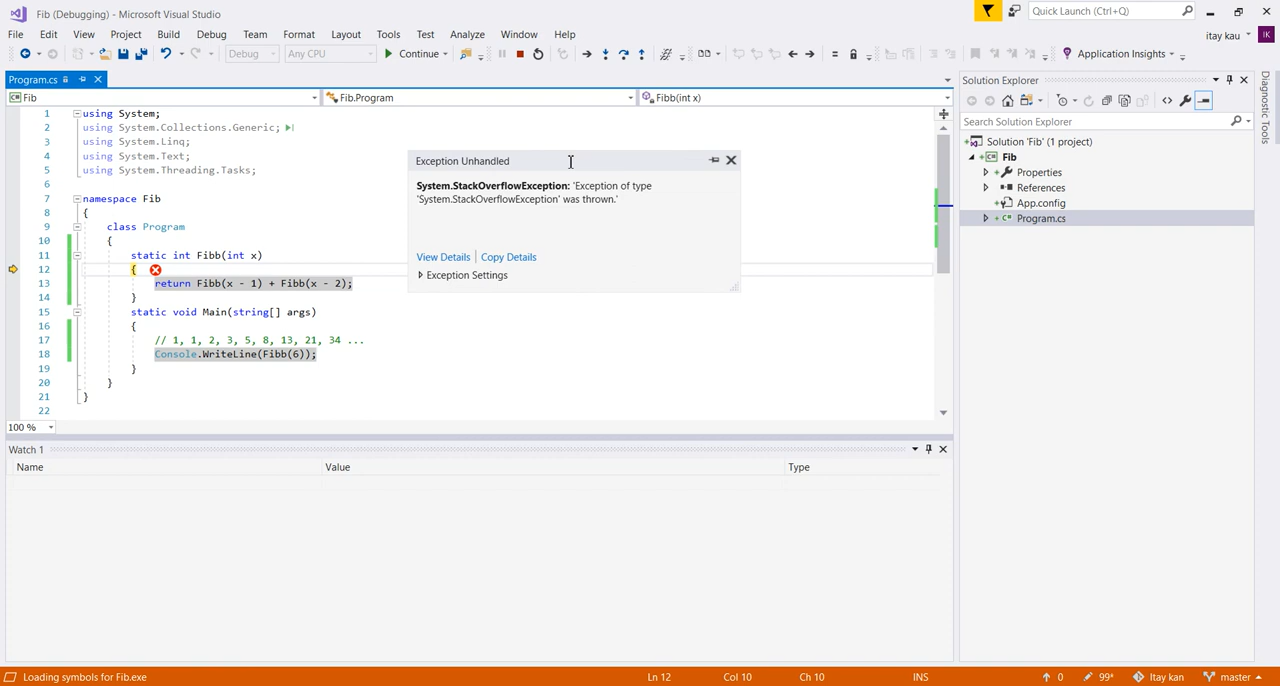 Fib (Debugging) - Microsoft Visual Studio
Quick Launch (Ctrl+Q)
File Edit View Project Build Debug Team Format Layout Tools Test Analyze Window Help
itay kau
IK
Debug Any CPU Continue Application Insights
Program.cs
Fib
Fib.Program
Fibb(int x)
1 using System;
2 using System.Collections.Generic;
3 using System.Linq;
4 using System.Text;
5 using System.Threading.Tasks;
6
7 namespace Fib
8 {
9 class Program
10 {
11 static int Fibb(int x)
12 {
13 return Fibb(x - 1) + Fibb(x - 2);
14 }
15 static void Main(string[] args)
16 {
17 // 1, 1, 2, 3, 5, 8, 13, 21, 34 ...
18 Console.WriteLine(Fibb(6));
19 }
20 }
21 }
22
100 %
Exception Unhandled
System.StackOverflowException: 'Exception of type
'System.StackOverflowException' was thrown.'
View Details | Copy Details
Exception Settings
Solution Explorer
Search Solution Explorer
Solution 'Fib' (1 project)
Fib
Properties
References
App.config
Program.cs
Diagnostic Tools
Watch 1
Name Value Type
Loading symbols for Fib.exe
Ln 12 Col 10 Ch 10 INS
0 99+ Itay kan master